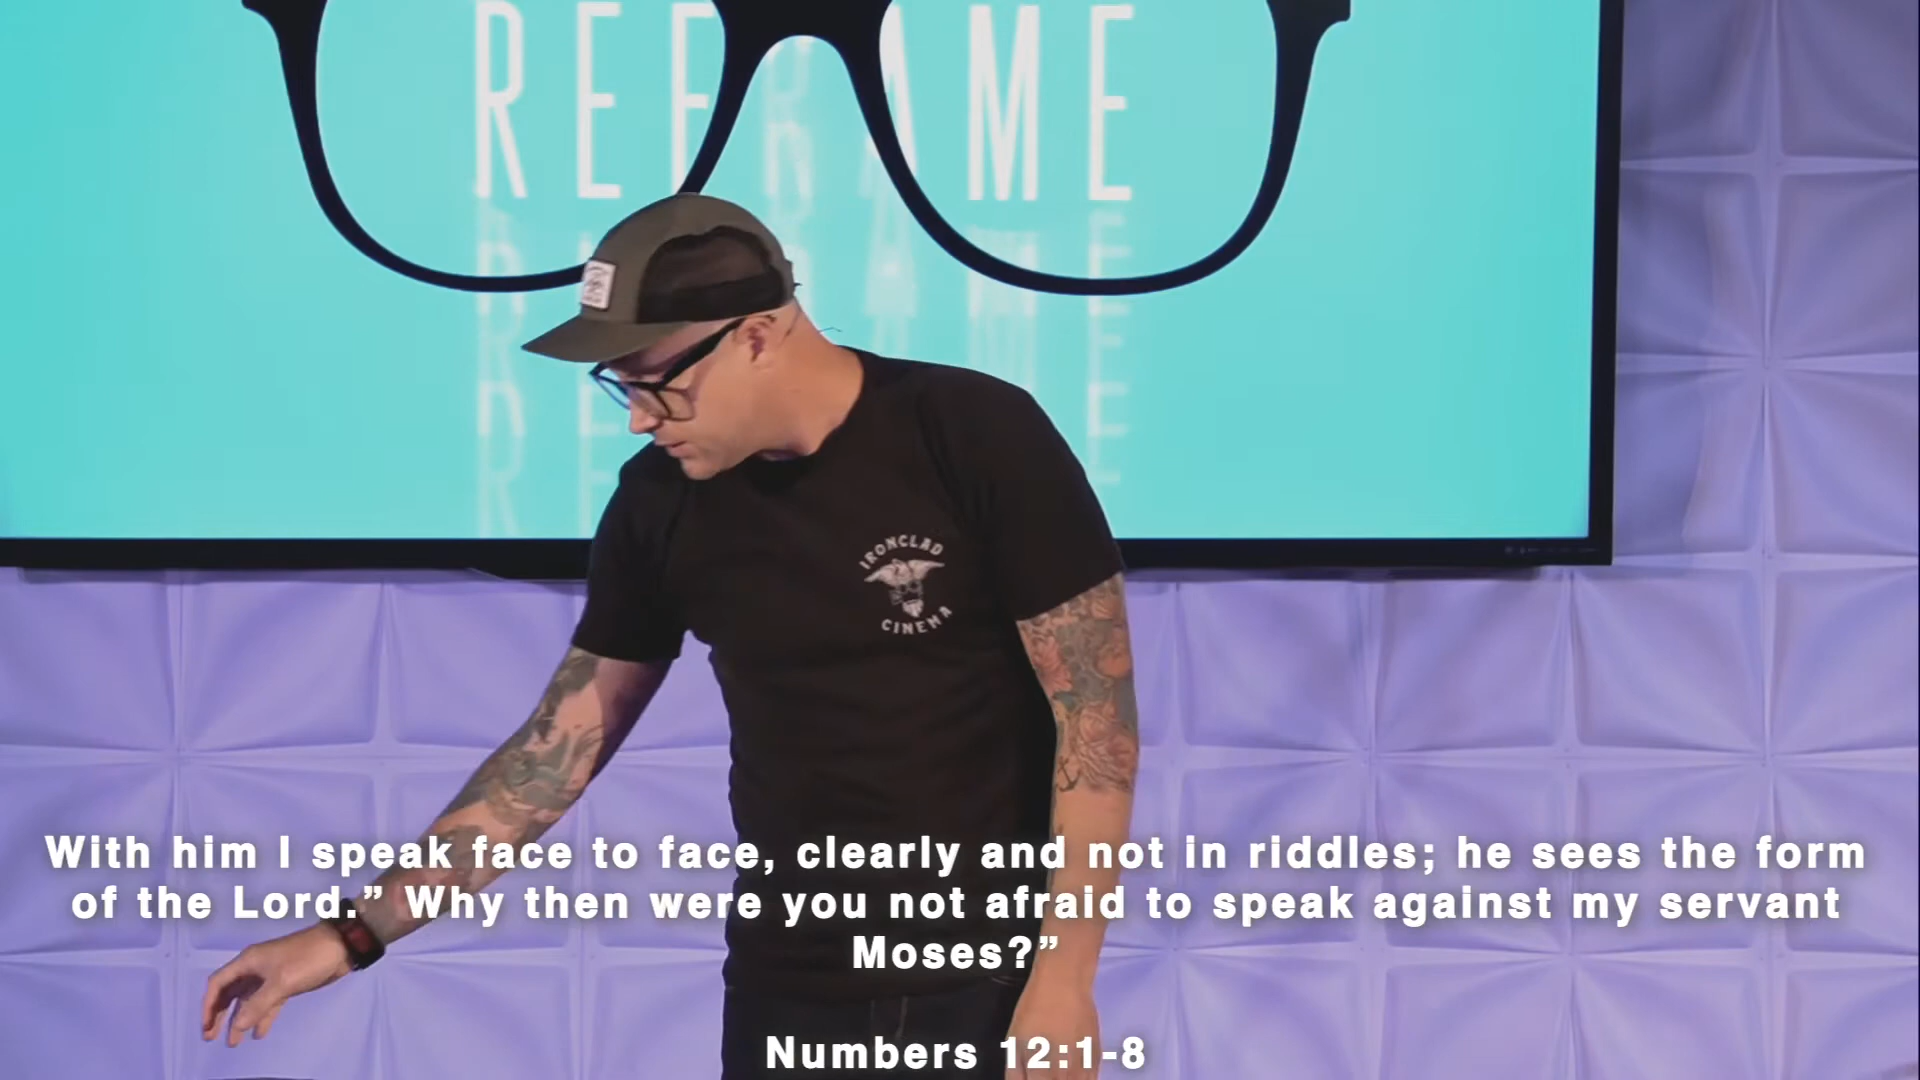 REFRAME
IRONCLAD
CINEMA
With him I speak face to face, clearly and not in riddles; he sees the form
of the Lord.” Why then were you not afraid to speak against my servant
Moses?”
Numbers 12:1-8